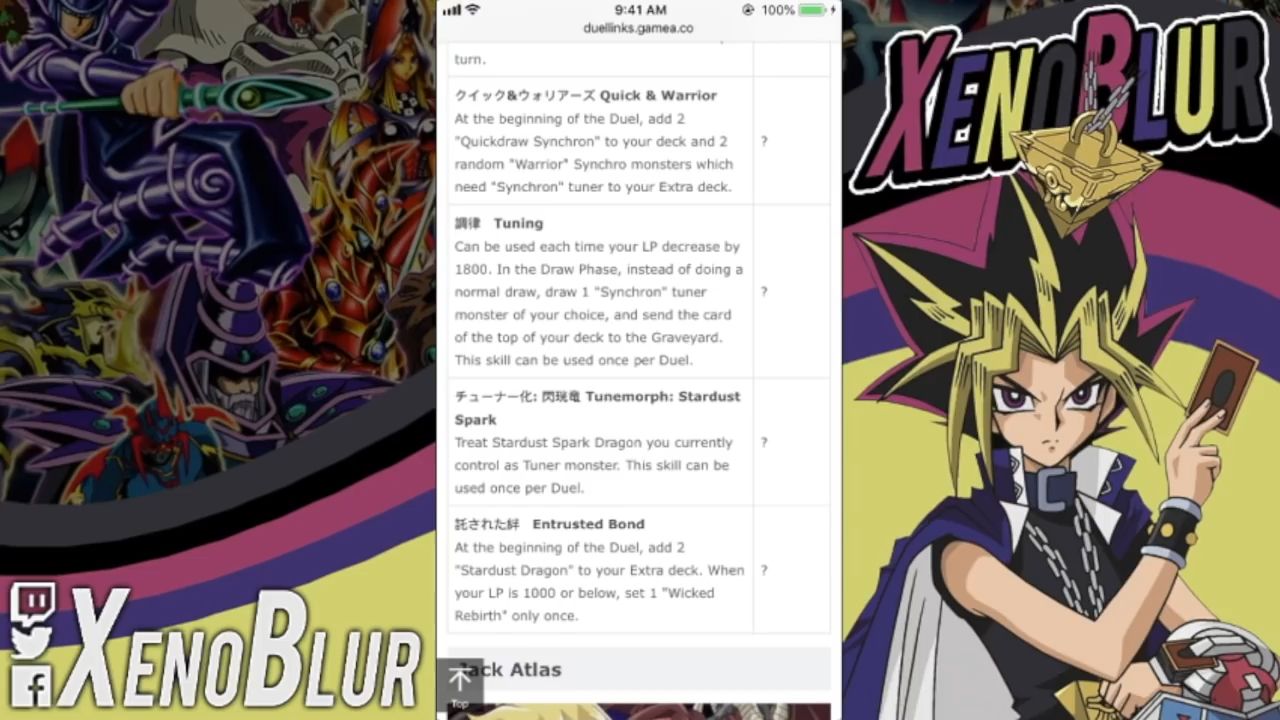 9:41 AM
100%
duellinks.gamea.co
turn.
クイック&ウォリアーズ Quick & Warrior
At the beginning of the Duel, add 2
"Quickdraw Synchron" to your deck and 2
random "Warrior" Synchro monsters which
need "Synchron" tuner to your Extra deck.
?
調律 Tuning
Can be used each time your LP decrease by
1800. In the Draw Phase, instead of doing a
normal draw, draw 1 "Synchron" tuner
monster of your choice, and send the card
of the top of your deck to the Graveyard.
This skill can be used once per Duel.
?
チューナー化: 閃珖竜 Tunemorph: Stardust
Spark
Treat Stardust Spark Dragon you currently
control as Tuner monster. This skill can be
used once per Duel.
?
託された絆 Entrusted Bond
At the beginning of the Duel, add 2
"Stardust Dragon" to your Extra deck. When
your LP is 1000 or below, set 1 "Wicked
Rebirth" only once.
?
Jack Atlas
Top
XENOBLUR
XENOBLUR